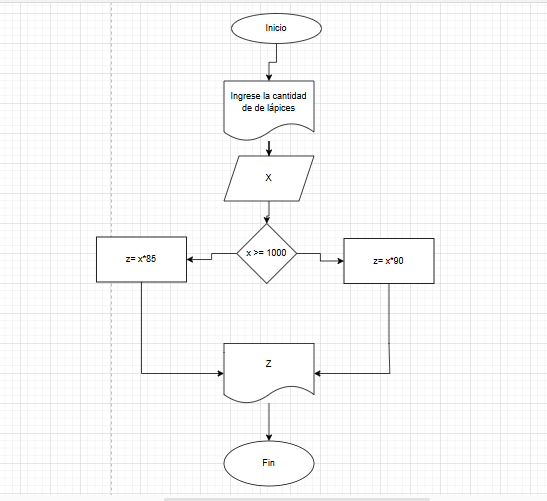 Inicio
Ingrese la cantidad
de de lápices
X
x >= 1000
z= x*85
z= x*90
Z
Fin